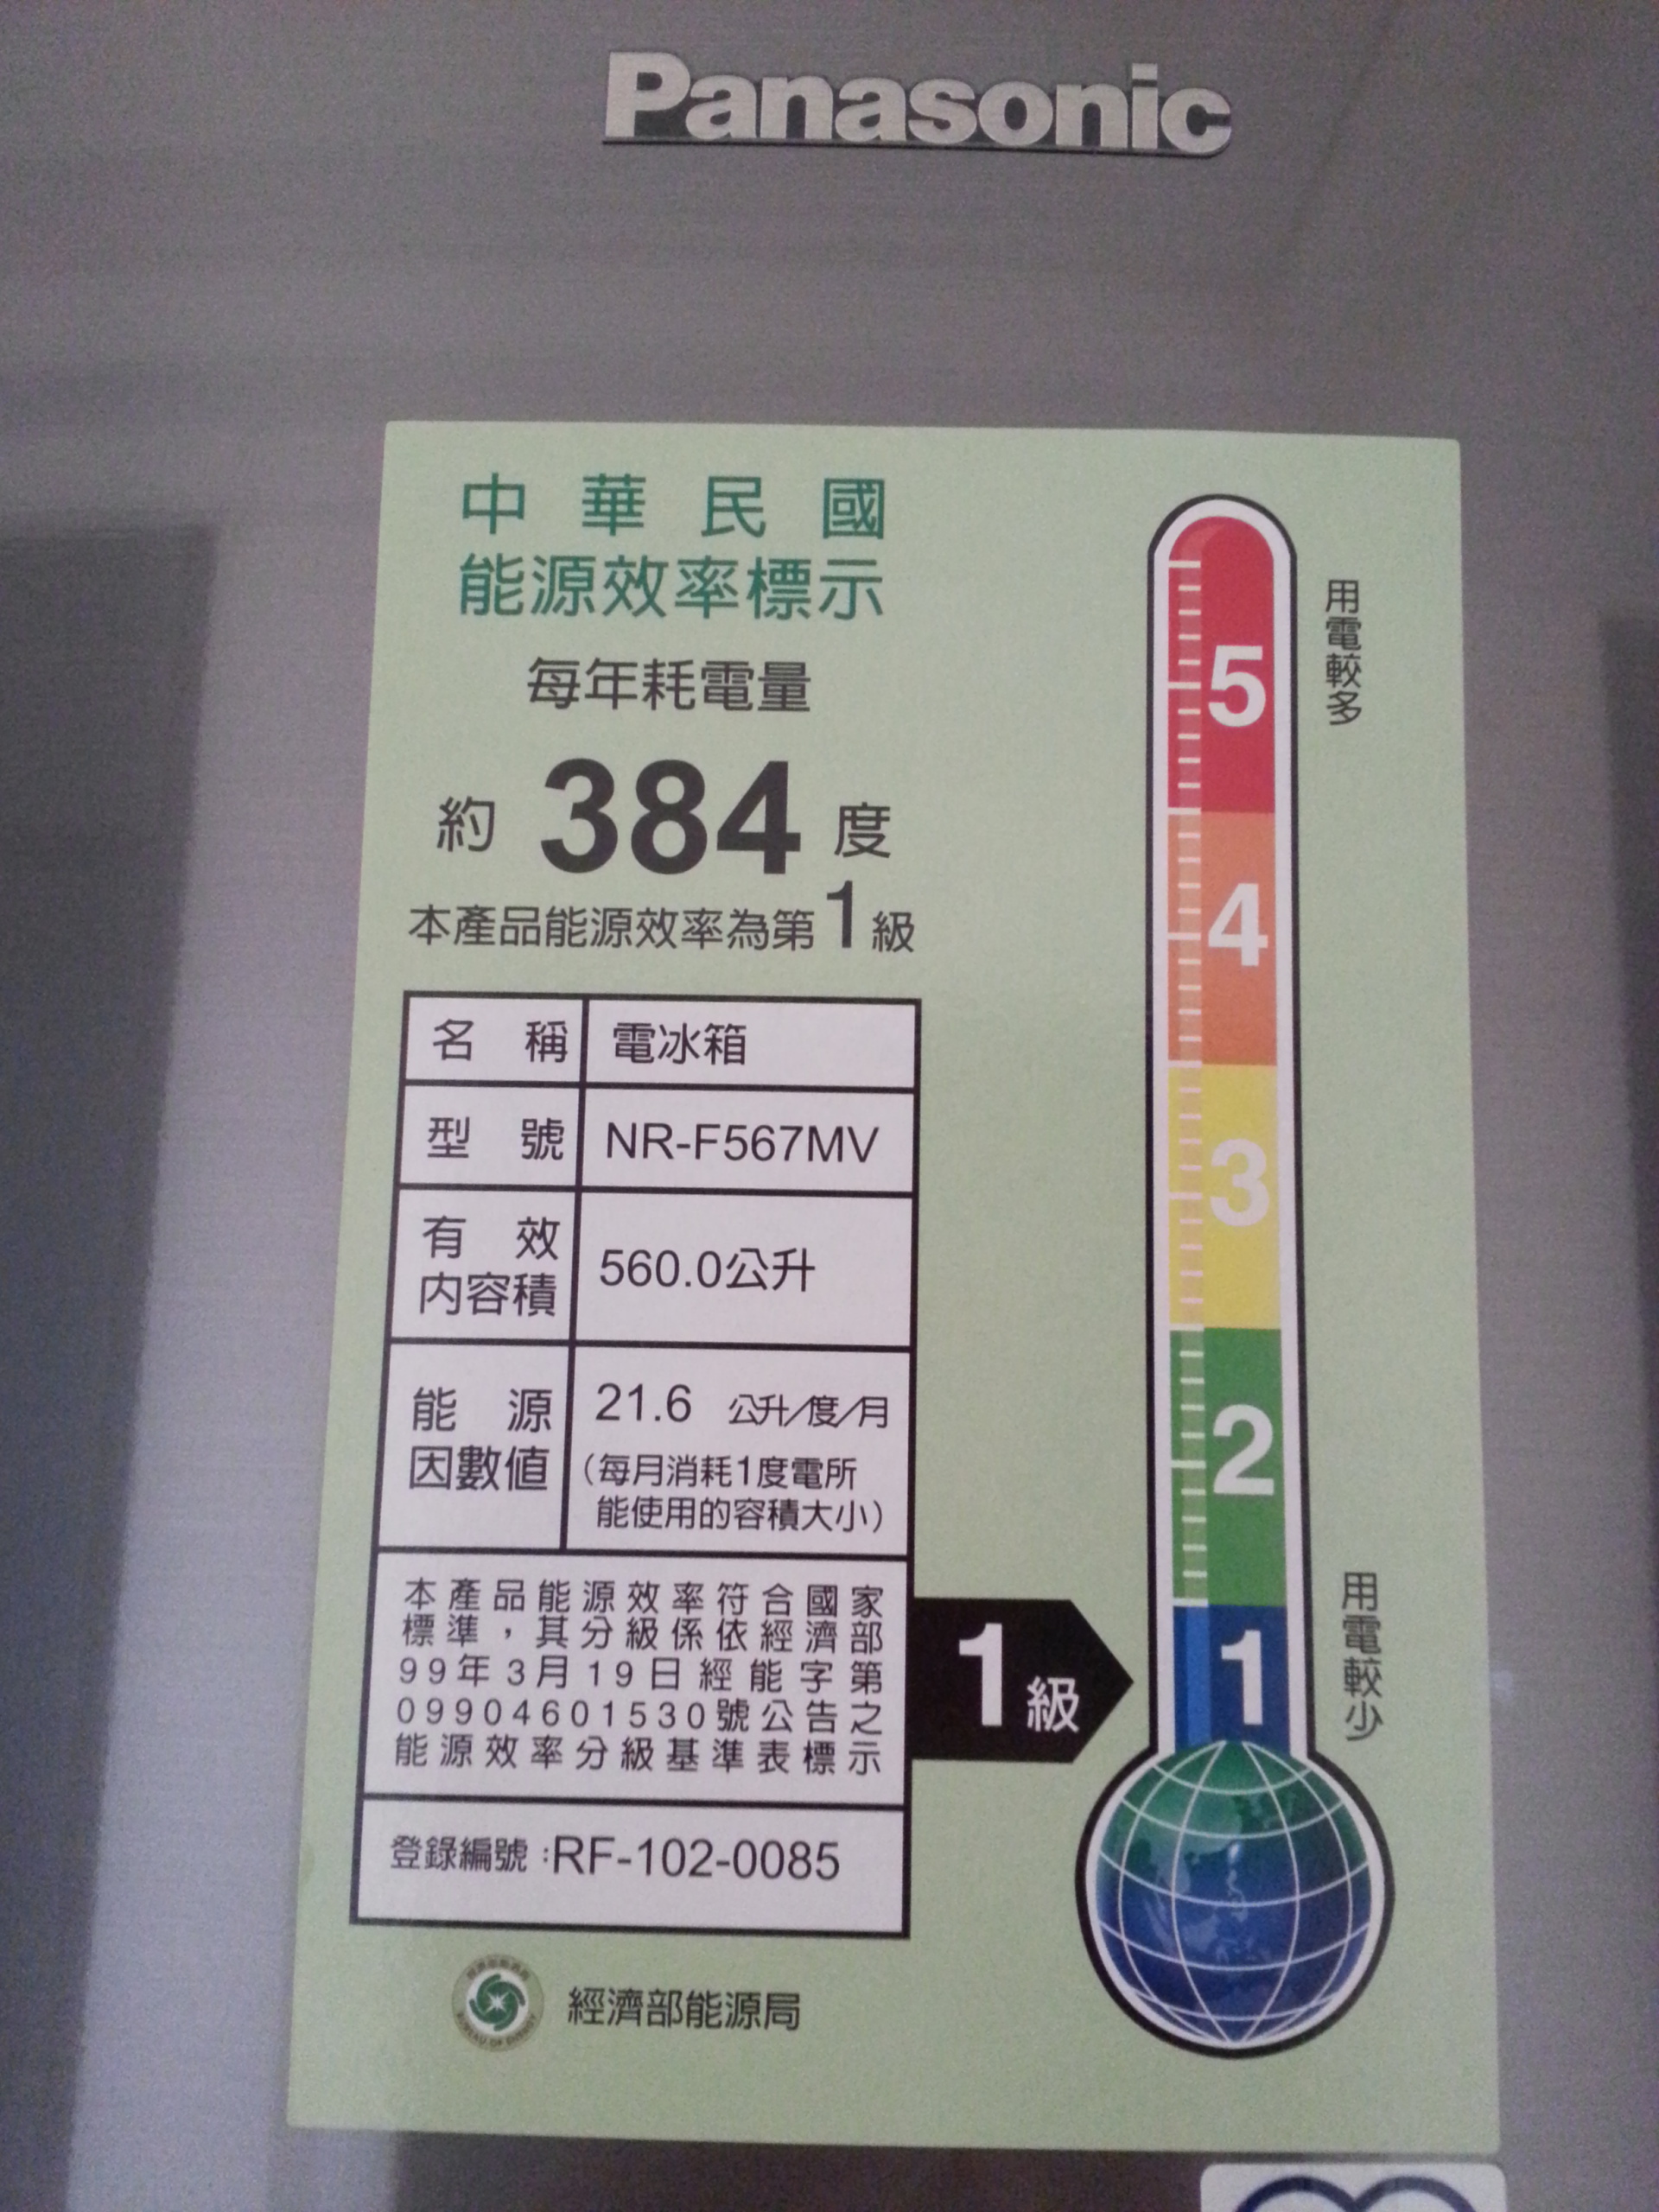 Panasonic
中華民國
能源效率標示
每年耗電量
約 384 度
本產品能源效率為第1級
名稱 電冰箱
型號 NR-F567MV
有效
內容積
560.0公升
能源
因數值
21.6 公升/度/月
(每月消耗1度電所
能使用的容積大小)
本產品能源效率符合國家
標準，其分級係依經濟部
99年3月19日經能字第
09904601530號公告之
能源效率分級基準表標示
登錄編號:RF-102-0085
經濟部能源局
1級
用電較多
5
4
3
2
1
用電較少